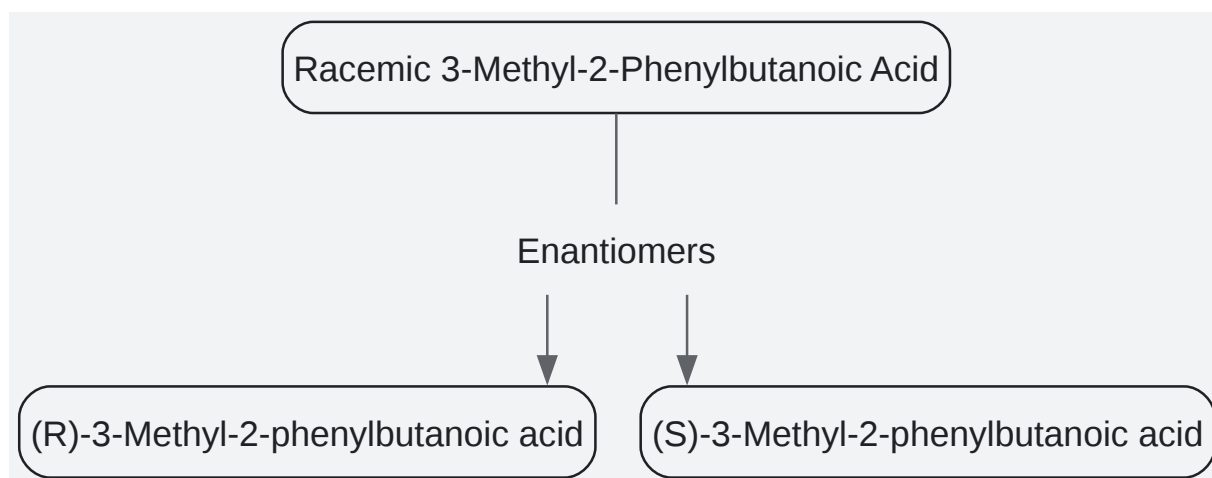 Racemic 3-Methyl-2-Phenylbutanoic Acid
Enantiomers
(R)-3-Methyl-2-phenylbutanoic acid
(S)-3-Methyl-2-phenylbutanoic acid